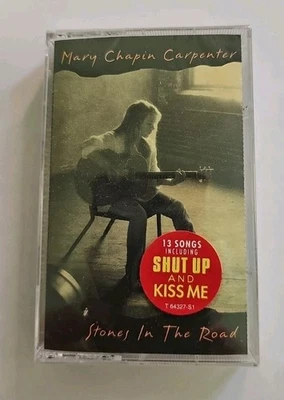 Mary Chapin Carpenter
13 SONGS
INCLUDING
SHUT UP
AND
KISS ME
T 64327-S1
Stones In The Road